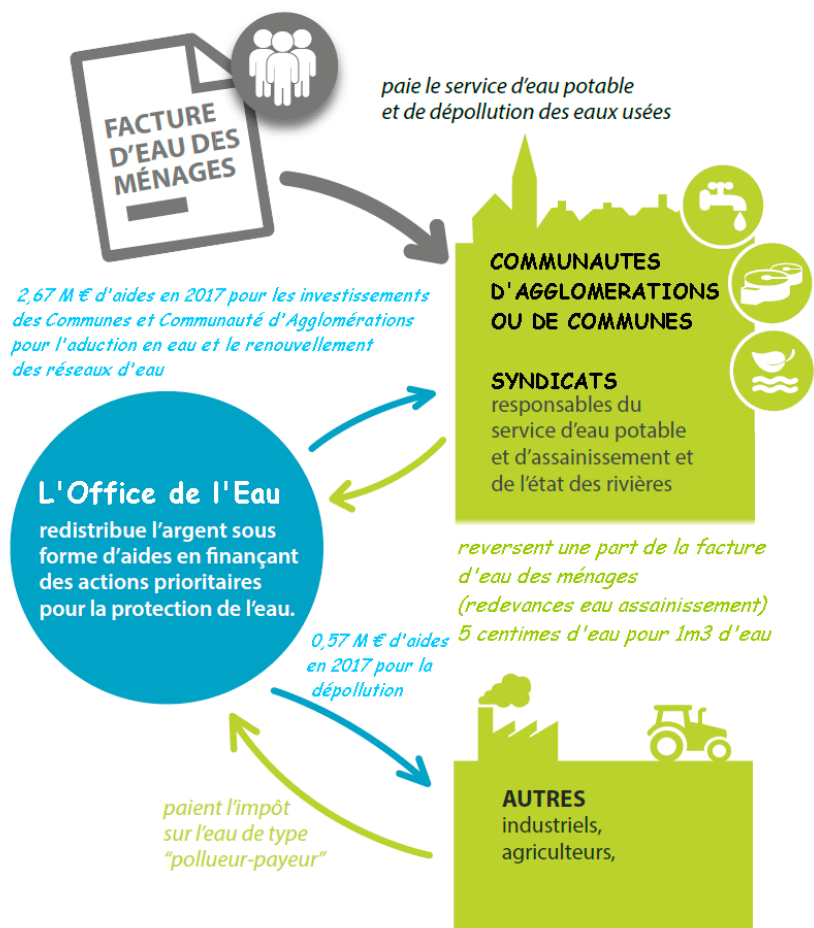 FACTURE
D'EAU DES
MÉNAGES
paie le service d'eau potable
et de dépollution des eaux usées
COMMUNAUTES
D'AGGLOMERATIONS
OU DE COMMUNES
SYNDICATS
responsables du
service d'eau potable
et d'assainissement et
de l'état des rivières
2,67 M € d'aides en 2017 pour les investissements
des Communes et Communauté d'Agglomérations
pour l'aduction en eau et le renouvellement
des réseaux d'eau
L'Office de l'Eau
redistribue l'argent sous
forme d'aides en finançant
des actions prioritaires
pour la protection de l'eau.
reversent une part de la facture
d'eau des ménages
(redevances eau assainissement)
5 centimes d'eau pour 1m3 d'eau
0,57 M € d'aides
en 2017 pour la
dépollution
paient l'impôt
sur l'eau de type
"pollueur-payeur"
AUTRES
industriels,
agriculteurs,